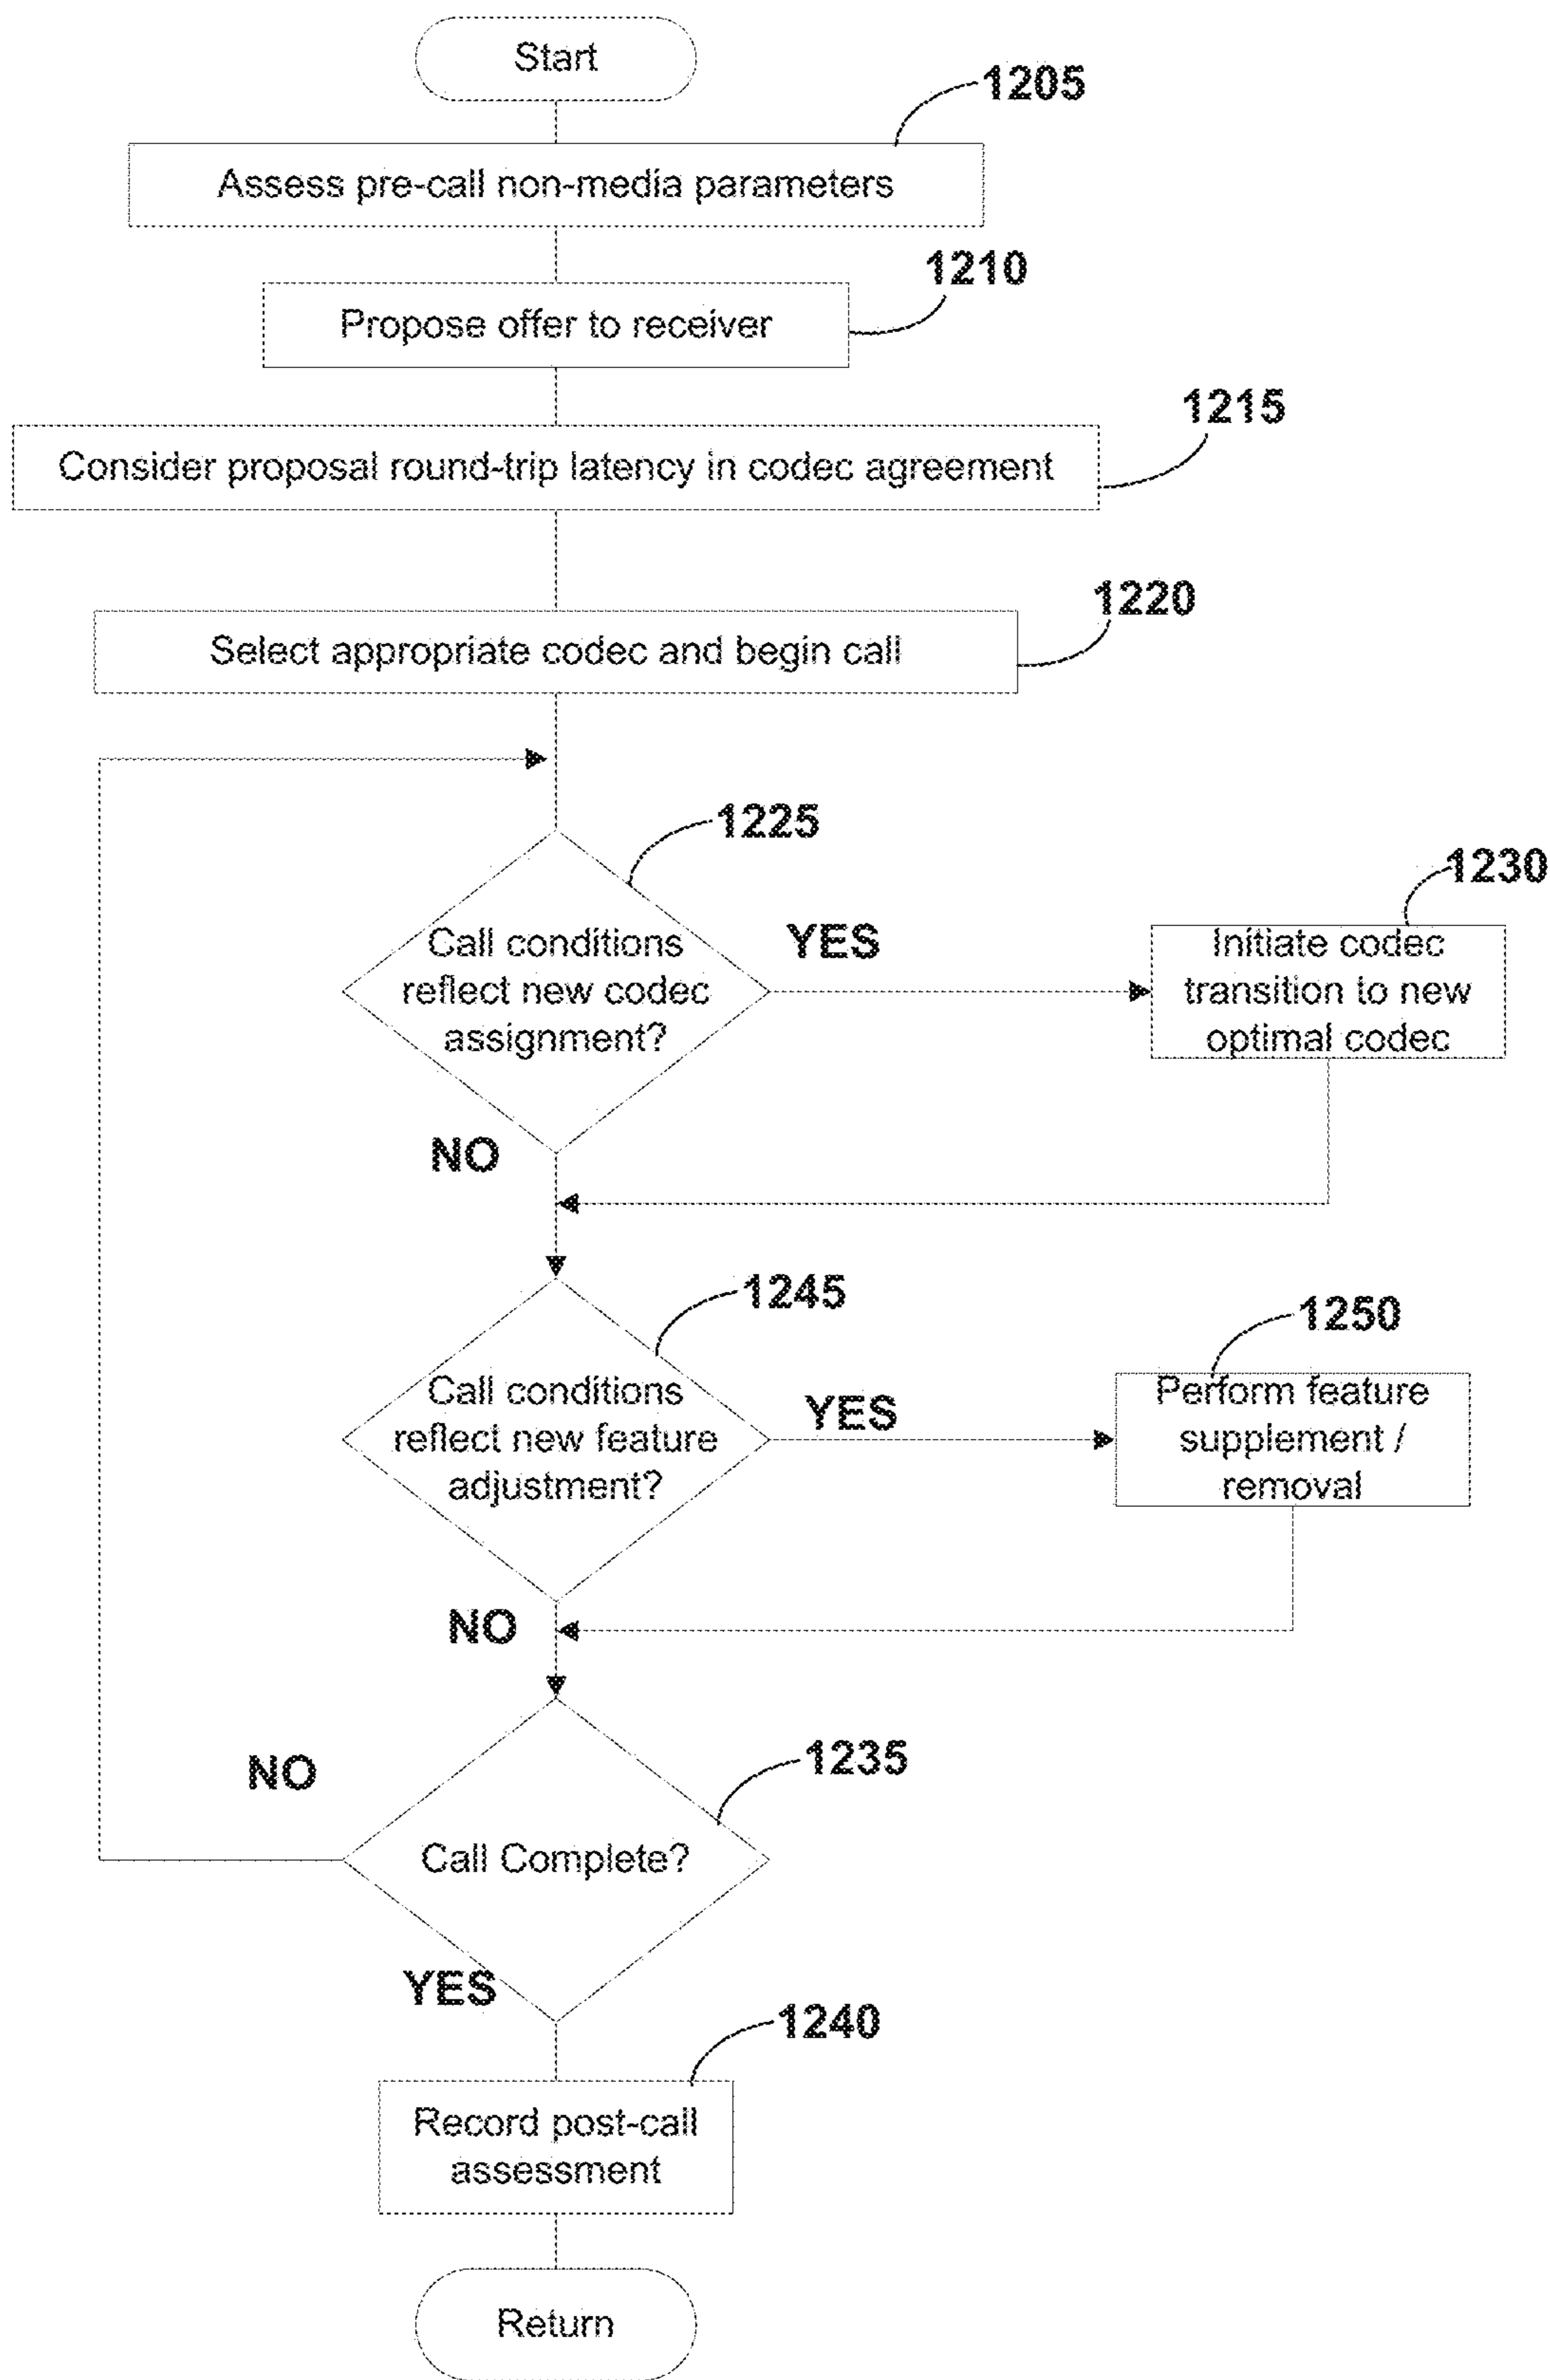 Start
1205
Assess pre-call non-media parameters
1210
Propose offer to receiver
1215
Consider proposal round-trip latency in codec agreement
1220
Select appropriate codec and begin call
1225
Call conditions
reflect new codec
assignment?
YES
1230
Initiate codec
transition to new
optimal codec
NO
1245
Call conditions
reflect new feature
adjustment?
YES
1250
Perform feature
supplement /
removal
NO
1235
NO
Call Complete?
YES
1240
Record post-call
assessment
Return